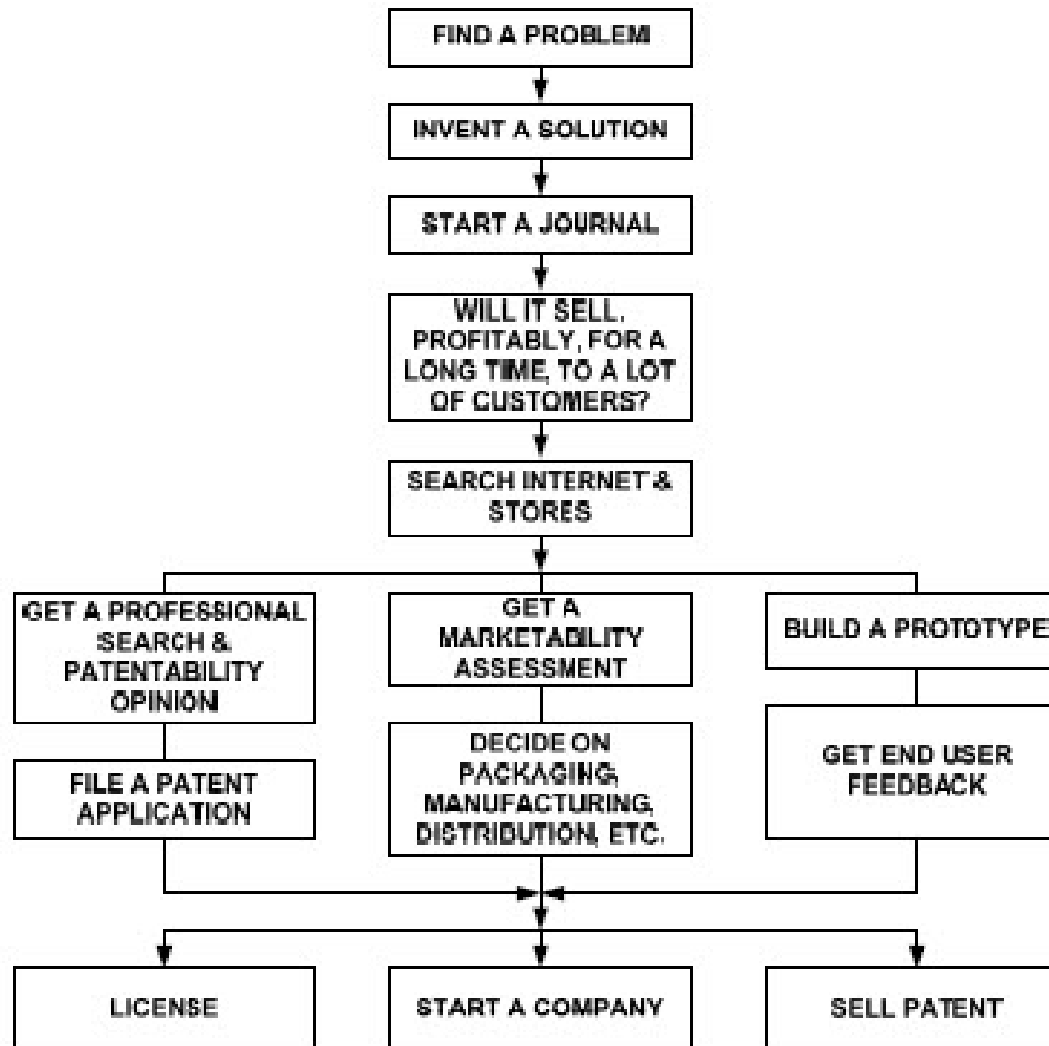 FIND A PROBLEM
INVENT A SOLUTION
START A JOURNAL
WILL IT SELL.
PROFITABLY, FOR A
LONG TIME, TO A LOT
OF CUSTOMERS?
SEARCH INTERNET &
STORES
GET A PROFESSIONAL
SEARCH &
PATENTABILITY
OPINION
FILE A PATENT
APPLICATION
GET A
MARKETABILITY
ASSESSMENT
DECIDE ON
PACKAGING,
MANUFACTURING,
DISTRIBUTION, ETC.
BUILD A PROTOTYPE
GET END USER
FEEDBACK
LICENSE
START A COMPANY
SELL PATENT